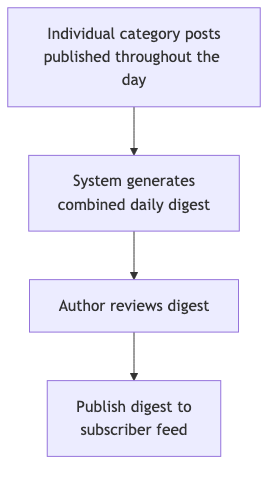 Individual category posts
published throughout the
day
System generates
combined daily digest
Author reviews digest
Publish digest to
subscriber feed